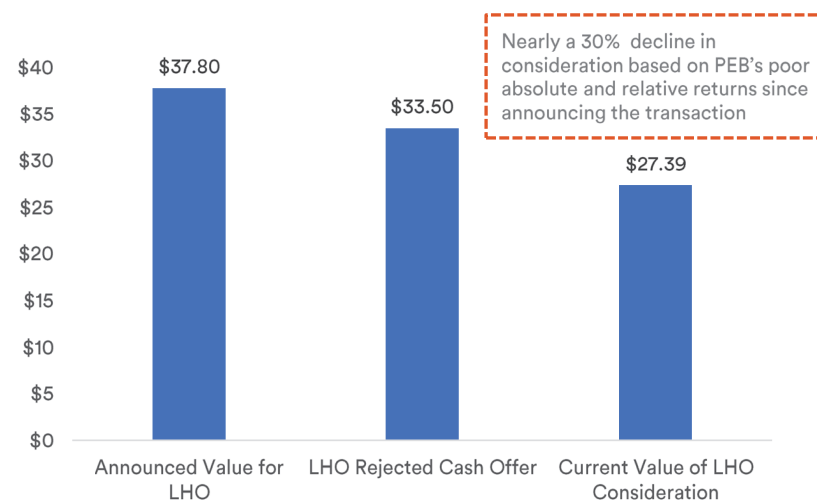 Nearly a 30% decline in
consideration based on PEB's poor
absolute and relative returns since
announcing the transaction
$40
$35
$30
$25
$20
$15
$10
$5
$0
$37.80
$33.50
$27.39
Announced Value for
LHO
LHO Rejected Cash Offer
Current Value of LHO
Consideration